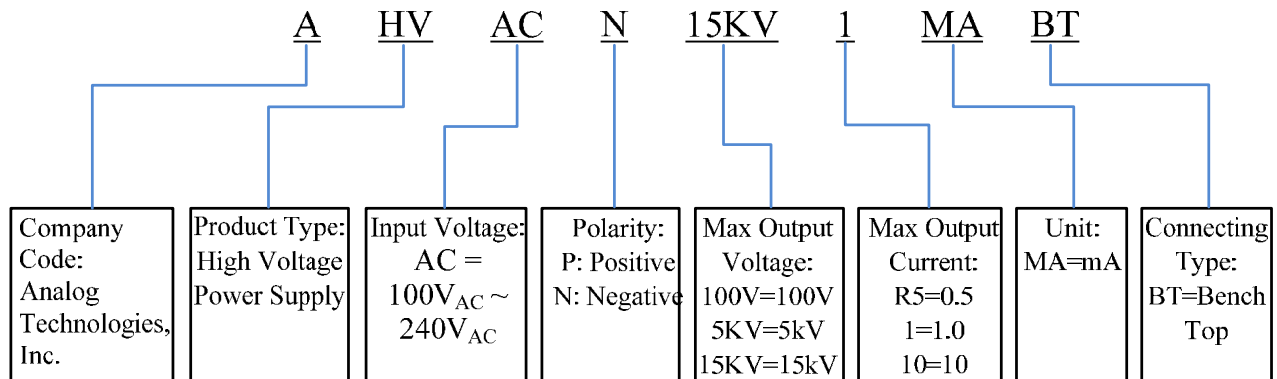 A HV AC N 15KV 1 MA BT
Company
Code:
Analog
Technologies,
Inc.
Product Type:
High Voltage
Power Supply
Input Voltage:
AC =
100VAC ~
240VAC
Polarity:
P: Positive
N: Negative
Max Output
Voltage:
100V=100V
5KV=5kV
15KV=15kV
Max Output
Current:
R5=0.5
1=1.0
10=10
Unit:
MA=mA
Connecting
Type:
BT=Bench
Top